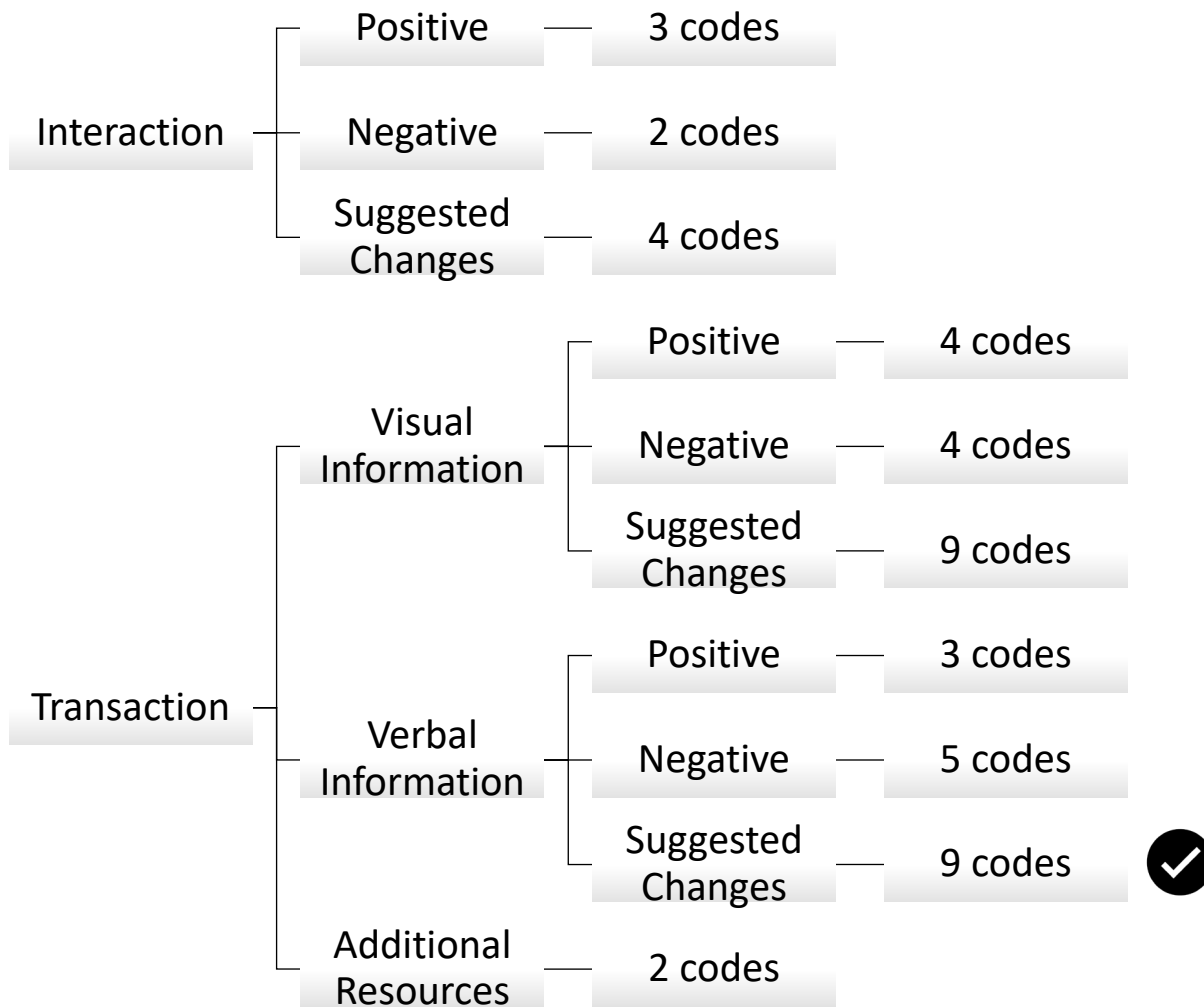 Interaction
Positive
3 codes
Negative
2 codes
Suggested
Changes
4 codes
Transaction
Visual
Information
Positive
4 codes
Negative
4 codes
Suggested
Changes
9 codes
Verbal
Information
Positive
3 codes
Negative
5 codes
Suggested
Changes
9 codes
Additional
Resources
2 codes